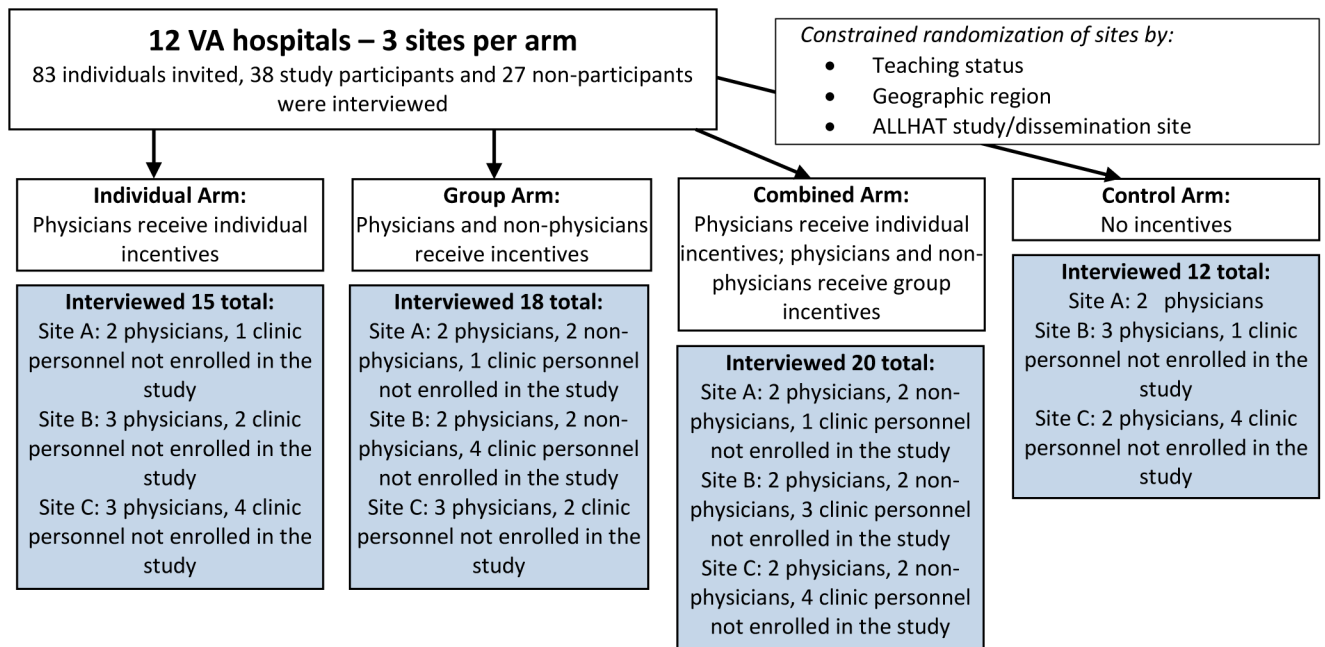 12 VA hospitals – 3 sites per arm
83 individuals invited, 38 study participants and 27 non-participants
were interviewed
Constrained randomization of sites by:
• Teaching status
• Geographic region
• ALLHAT study/dissemination site
Individual Arm:
Physicians receive individual
incentives
Interviewed 15 total:
Site A: 2 physicians, 1 clinic
personnel not enrolled in the
study
Site B: 3 physicians, 2 clinic
personnel not enrolled in the
study
Site C: 3 physicians, 4 clinic
personnel not enrolled in the
study
Group Arm:
Physicians and non-physicians
receive incentives
Interviewed 18 total:
Site A: 2 physicians, 2 non-
physicians, 1 clinic personnel
not enrolled in the study
Site B: 2 physicians, 2 non-
physicians, 4 clinic personnel
not enrolled in the study
Site C: 3 physicians, 2 clinic
personnel not enrolled in the
study
Combined Arm:
Physicians receive individual
incentives; physicians and non-
physicians receive group
incentives
Interviewed 20 total:
Site A: 2 physicians, 2 non-
physicians, 1 clinic personnel
not enrolled in the study
Site B: 2 physicians, 2 non-
physicians, 3 clinic personnel
not enrolled in the study
Site C: 2 physicians, 2 non-
physicians, 4 clinic personnel
not enrolled in the study
Control Arm:
No incentives
Interviewed 12 total:
Site A: 2 physicians
Site B: 3 physicians, 1 clinic
personnel not enrolled in the
study
Site C: 2 physicians, 4 clinic
personnel not enrolled in the
study